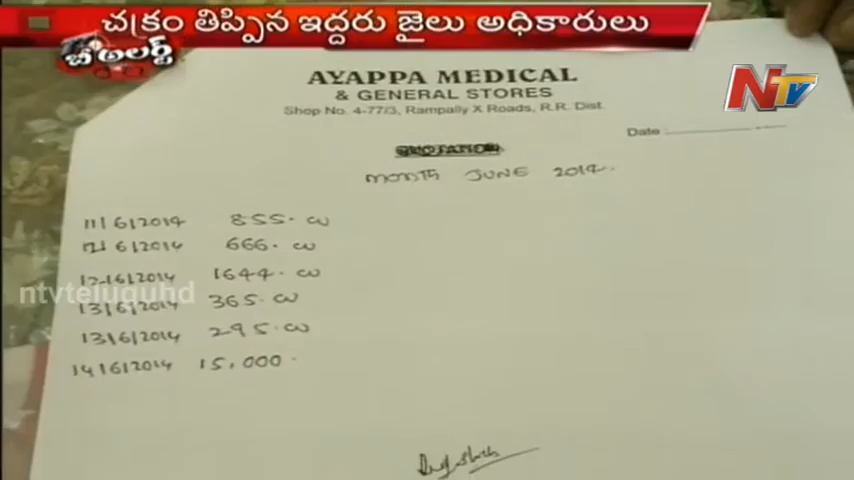 చక్రం తిప్పిన ఇద్దరు జైలు అధికారులు
బీ అలర్ట్
NTV
AYAPPA MEDICAL
& GENERAL STORES
Shop No. 4-77/3, Rampally X Roads, R.R. Dist.
Date :
QUOTATION
MONTH JUNE 2014.
11/6/2014 855.00
12/6/2014 666.00
12/6/2014 1644.00
ntvteluguhd
13/6/2014 365.00
13/6/2014 295.00
14/6/2014 15,000.